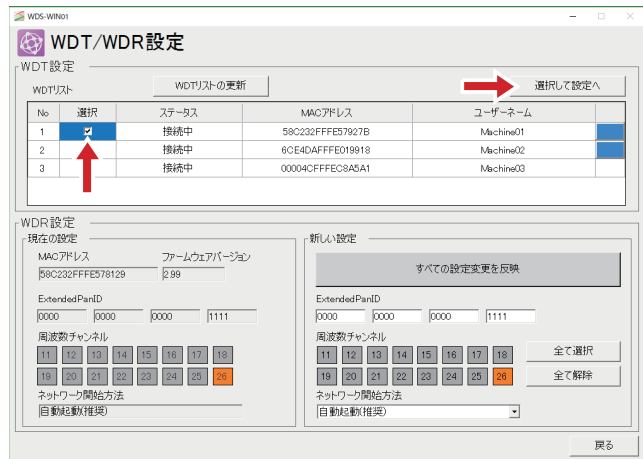 WDS-WIN01
WDT/WDR設定
WDT設定
WDTリスト
WDTリストの更新
選択して設定へ
No 選択 ステータス MACアドレス ユーザーネーム
1 接続中 58C232FFFE57927B Machine01
2 接続中 6CE4DAFFFE019918 Machine02
3 接続中 00004CFFFEC8A5A1 Machine03
WDR設定
現在の設定
MACアドレス ファームウェアバージョン
58C232FFFE578129 2.99
ExtendedPanID
0000 0000 0000 1111
周波数チャンネル
11 12 13 14 15 16 17 18
19 20 21 22 23 24 25 26
ネットワーク開始方法
自動起動(推奨)
新しい設定
すべての設定変更を反映
ExtendedPanID
0000 0000 0000 1111
周波数チャンネル
11 12 13 14 15 16 17 18 全て選択
19 20 21 22 23 24 25 26 全て解除
ネットワーク開始方法
自動起動(推奨)
戻る